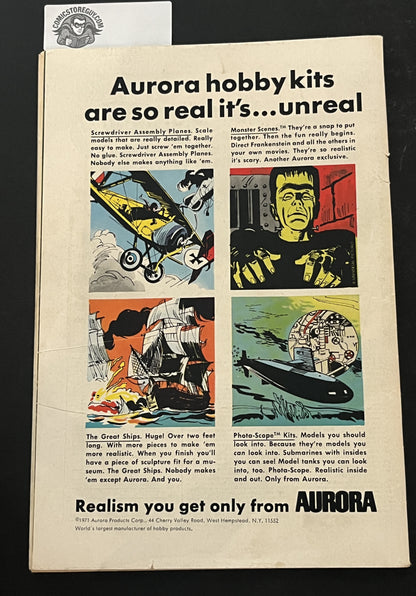 COMICSTOREGUY.COM
Aurora hobby kits
are so real it's...unreal
Screwdriver Assembly Planes. Scale
models that are really detailed. Really
easy to make. Just screw 'em together.
No glue. Screwdriver Assembly Planes.
Nobody else makes anything like 'em.
Monster Scenes.™ They're a snap to put
together. Then the fun really begins.
Direct Frankenstein and all the others in
your own movies. They're so realistic
it's scary. Another Aurora exclusive.
The Great Ships. Huge! Over two feet
long. With more pieces to make 'em
more realistic. When you finish you'll
have a piece of sculpture fit for a mu-
seum. The Great Ships. Nobody makes
'em except Aurora. And you.
Photo-Scope™ Kits. Models you should
look into. Because they're models you
can look into. Submarines with insides
you can see! Model tanks you can look
into, too. Photo-Scope. Realistic inside
and out. Only from Aurora.
Realism you get only from AURORA
©1971 Aurora Products Corp., 44 Cherry Valley Road, West Hempstead, N.Y. 11552
World's largest manufacturer of hobby products.